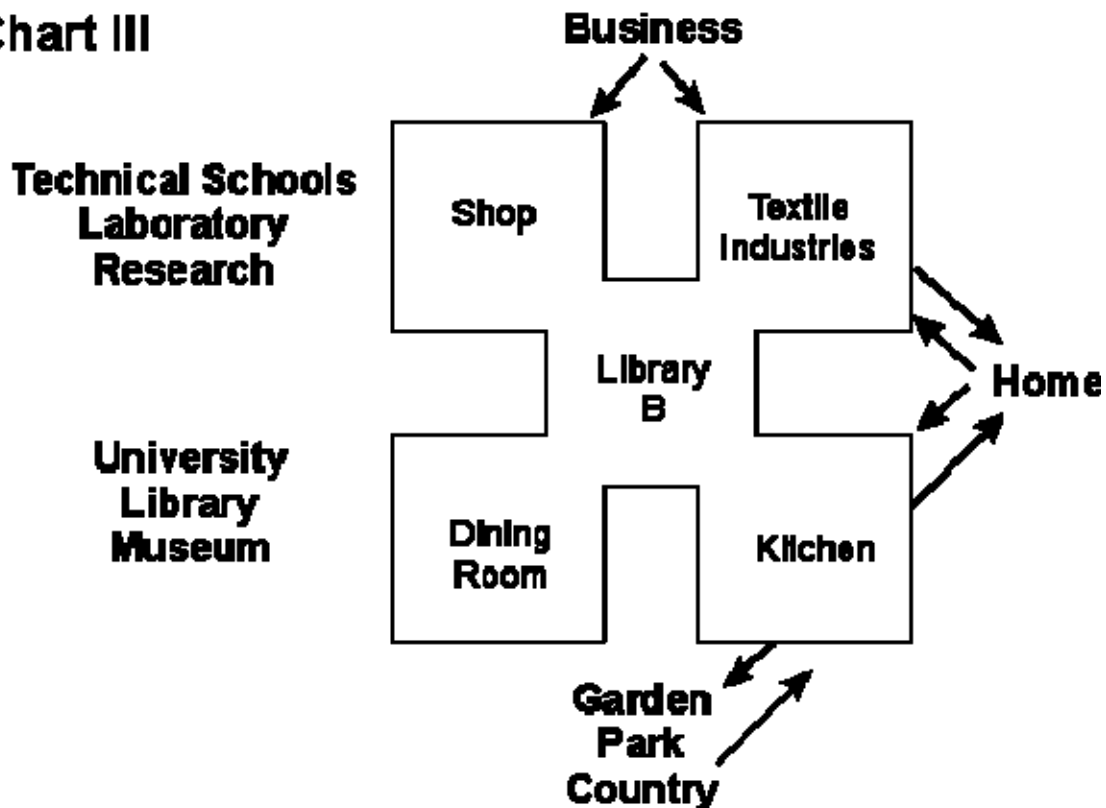 Chart III
Business
Technical Schools
Laboratory
Research
Shop
Textile
Industries
Library
B
Home
University
Library
Museum
Dining
Room
Kitchen
Garden
Park
Country